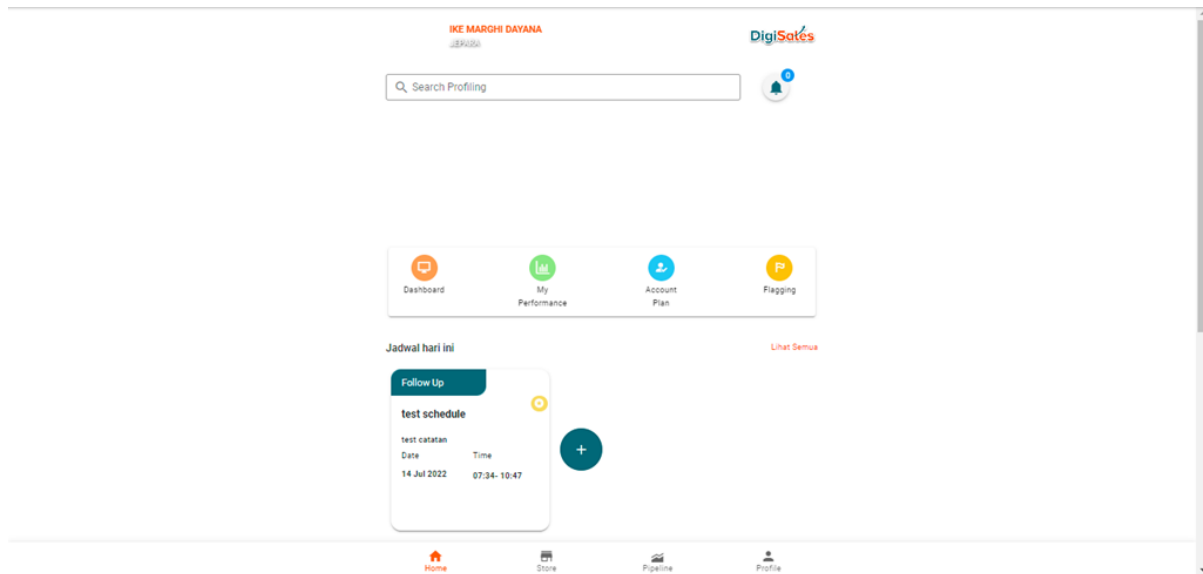 IKE MARGHI DAYANA
JEPARA
DigiSales
Search Profiling
0
Dashboard
My
Performance
Account
Plan
Flagging
Jadwal hari ini
Lihat Semua
Follow Up
test schedule
test catatan
Date Time
14 Jul 2022 07:34- 10:47
+
Home
Store
Pipeline
Profile